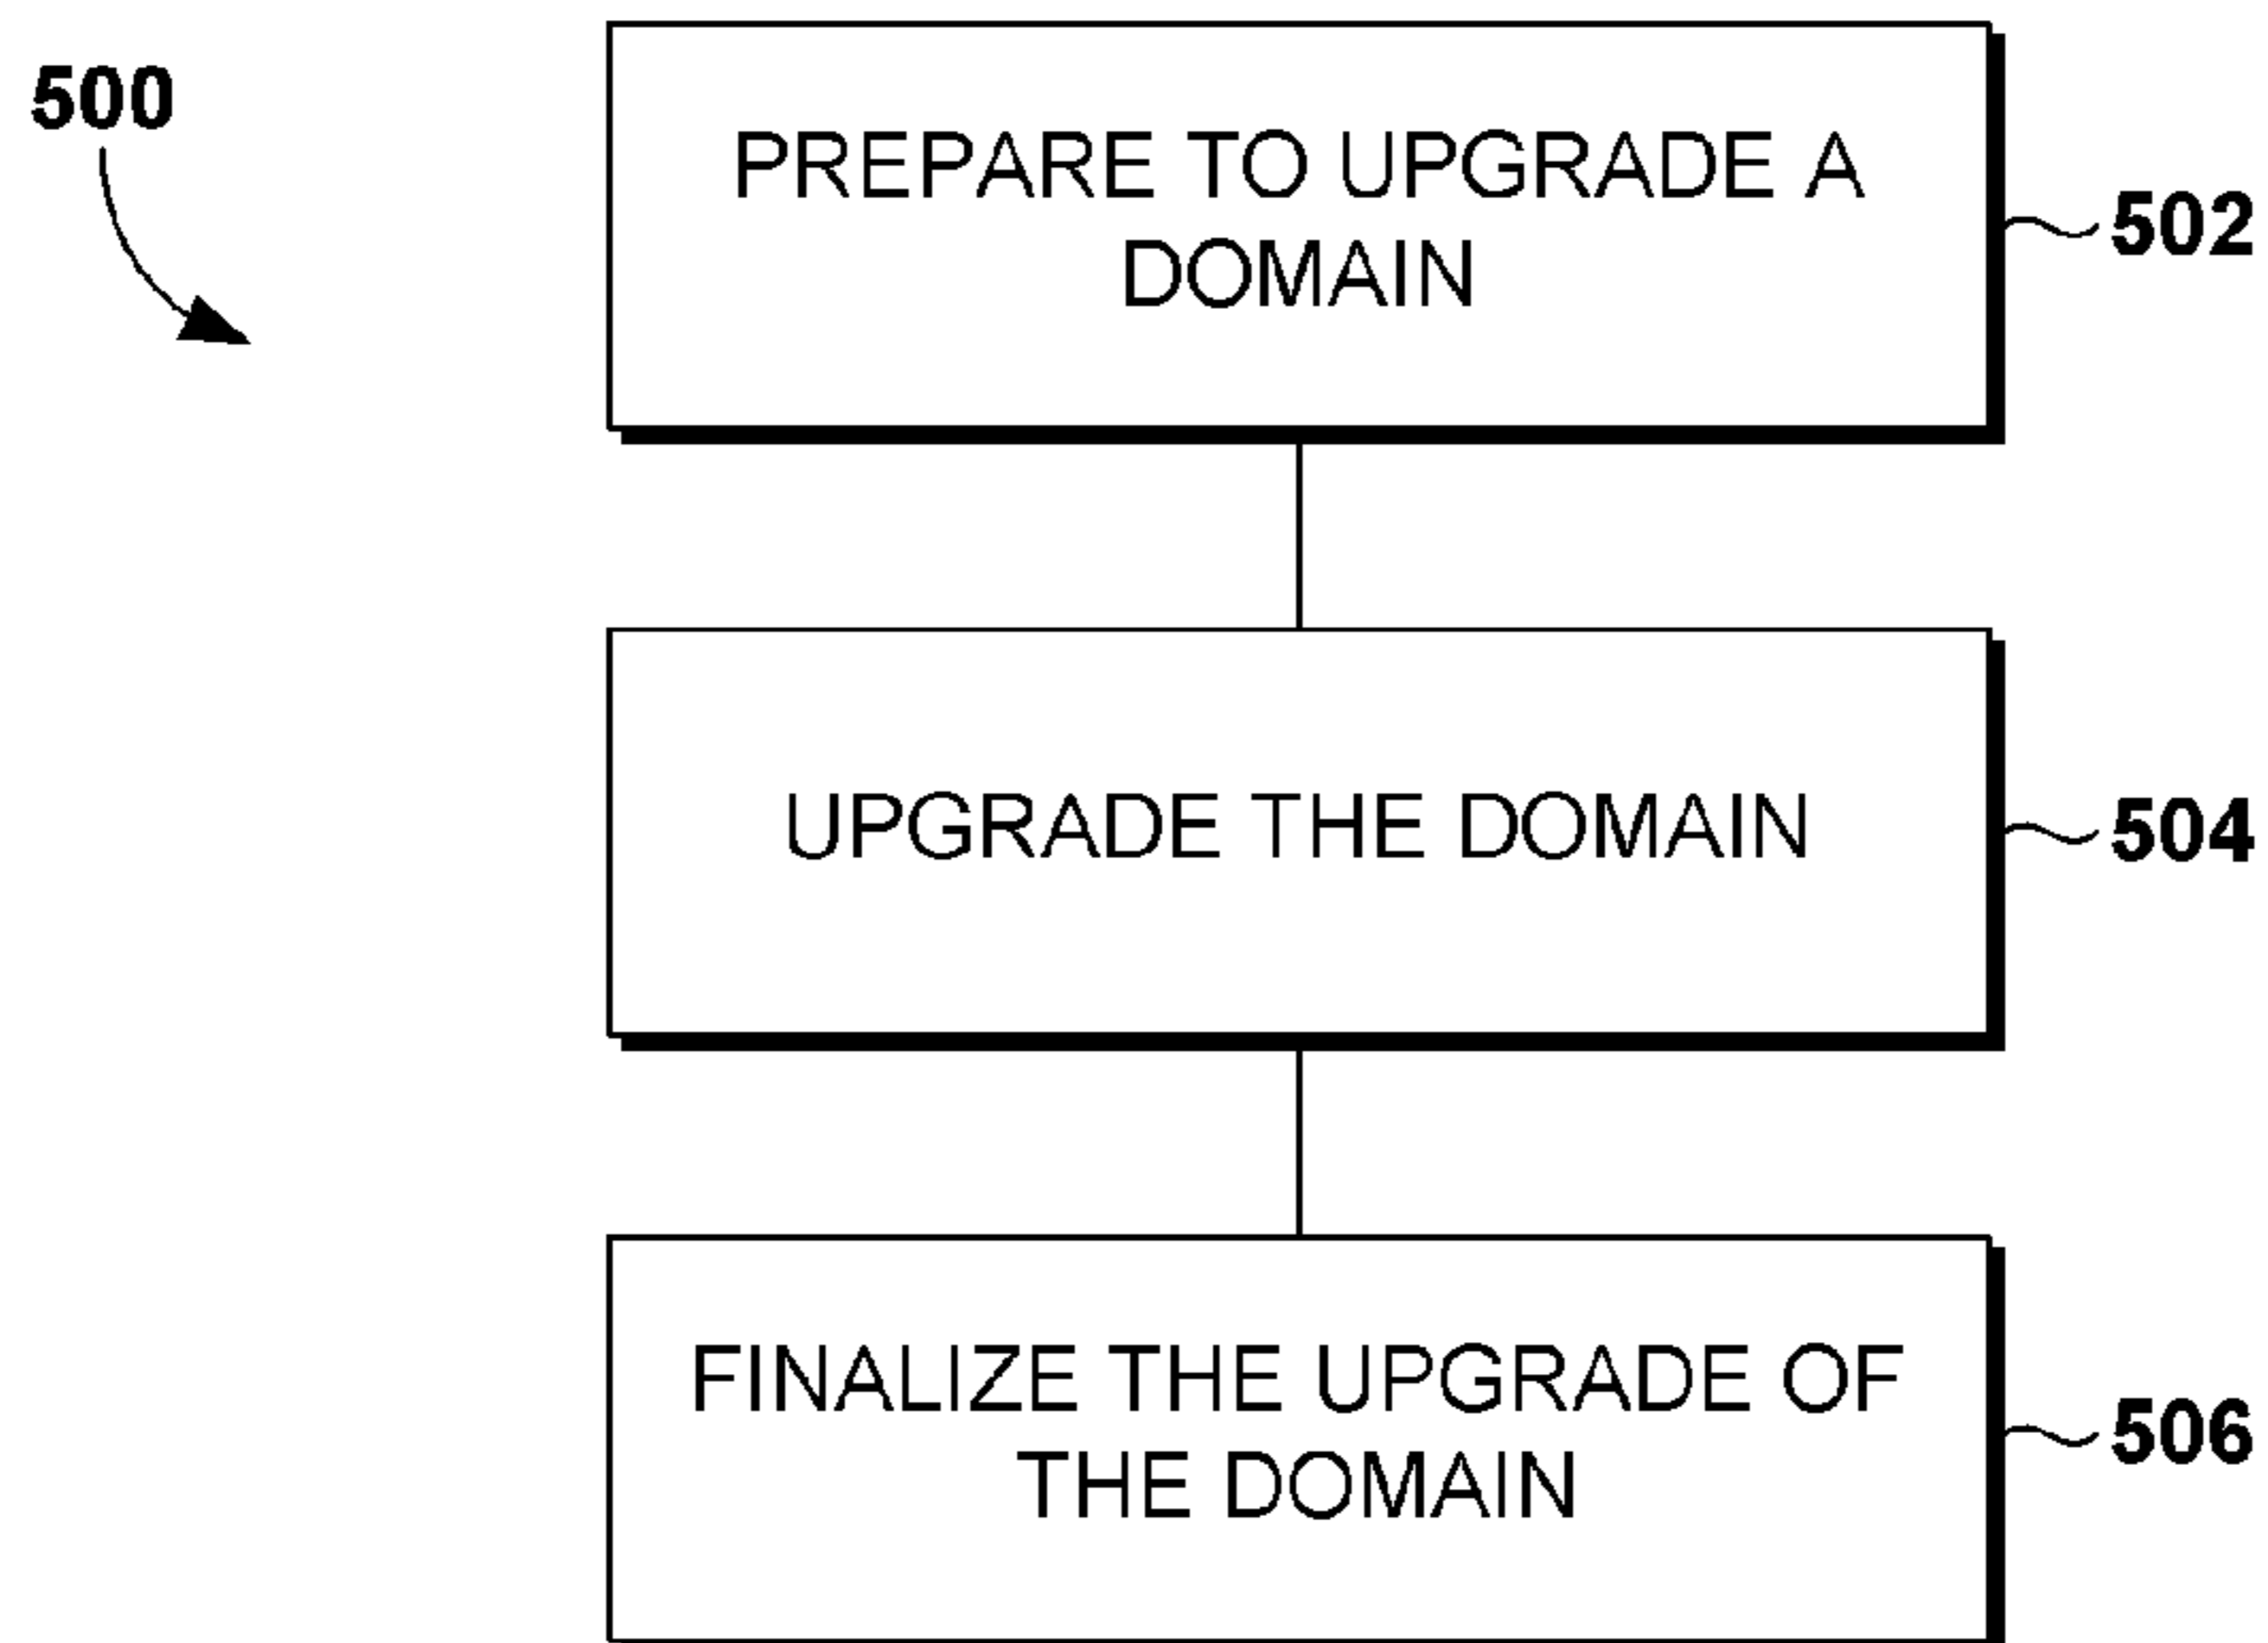 500
PREPARE TO UPGRADE A
DOMAIN
502
UPGRADE THE DOMAIN
504
FINALIZE THE UPGRADE OF
THE DOMAIN
506